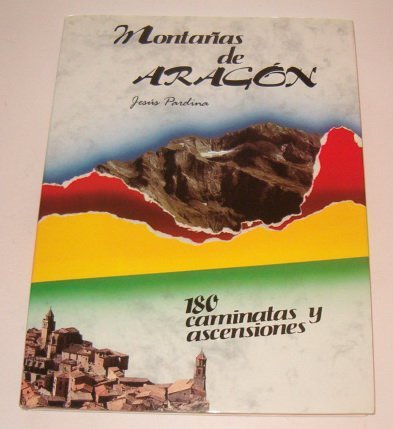 Montañas
de
ARAGÓN
Jesús Pardina
180
caminatas y
ascensiones